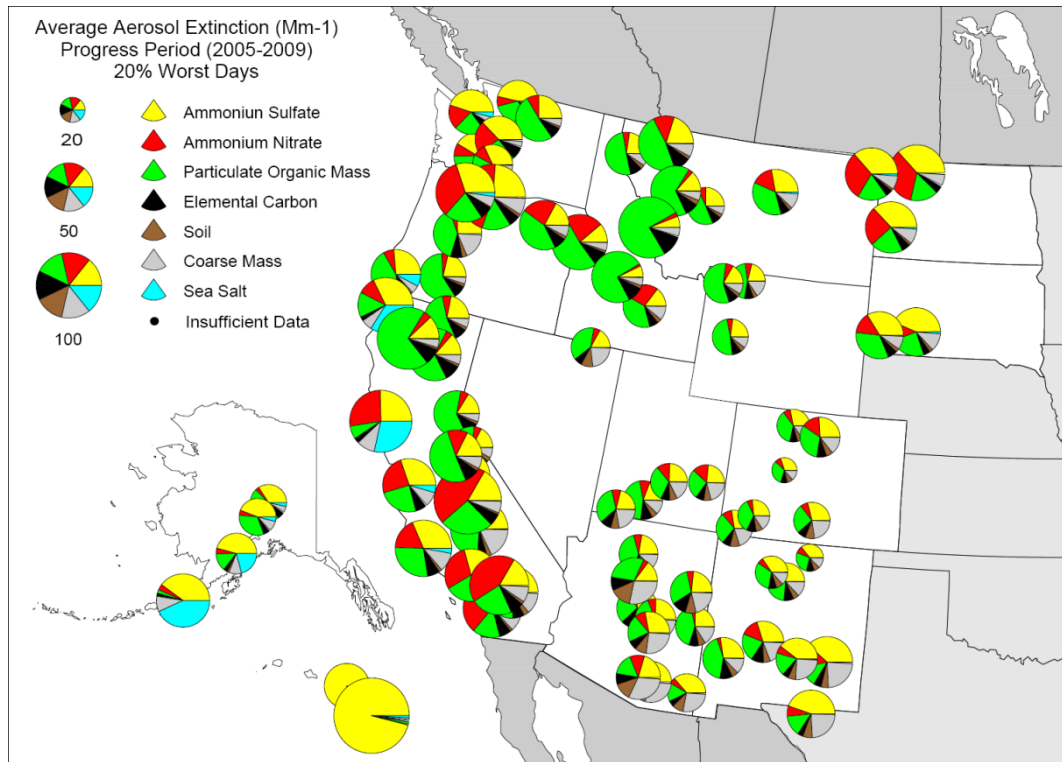 Average Aerosol Extinction (Mm-1)
Progress Period (2005-2009)
20% Worst Days
20
50
100
Ammoniun Sulfate
Ammonium Nitrate
Particulate Organic Mass
Elemental Carbon
Soil
Coarse Mass
Sea Salt
Insufficient Data